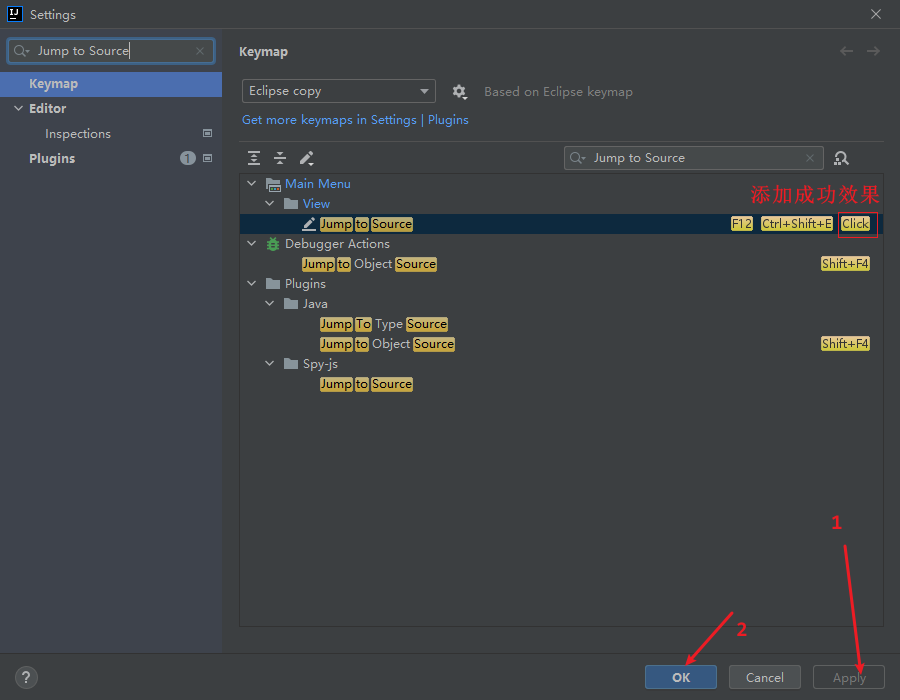 Settings
Jump to Source
Keymap
Keymap
Editor
Inspections
Plugins 1
Eclipse copy
Based on Eclipse keymap
Get more keymaps in Settings | Plugins
Jump to Source
Main Menu
添加成功效果
View
Jump to Source F12 Ctrl+Shift+E Click
Debugger Actions
Jump to Object Source Shift+F4
Plugins
Java
Jump To Type Source
Jump to Object Source Shift+F4
Spy-js
Jump to Source
1
2
? OK Cancel Apply